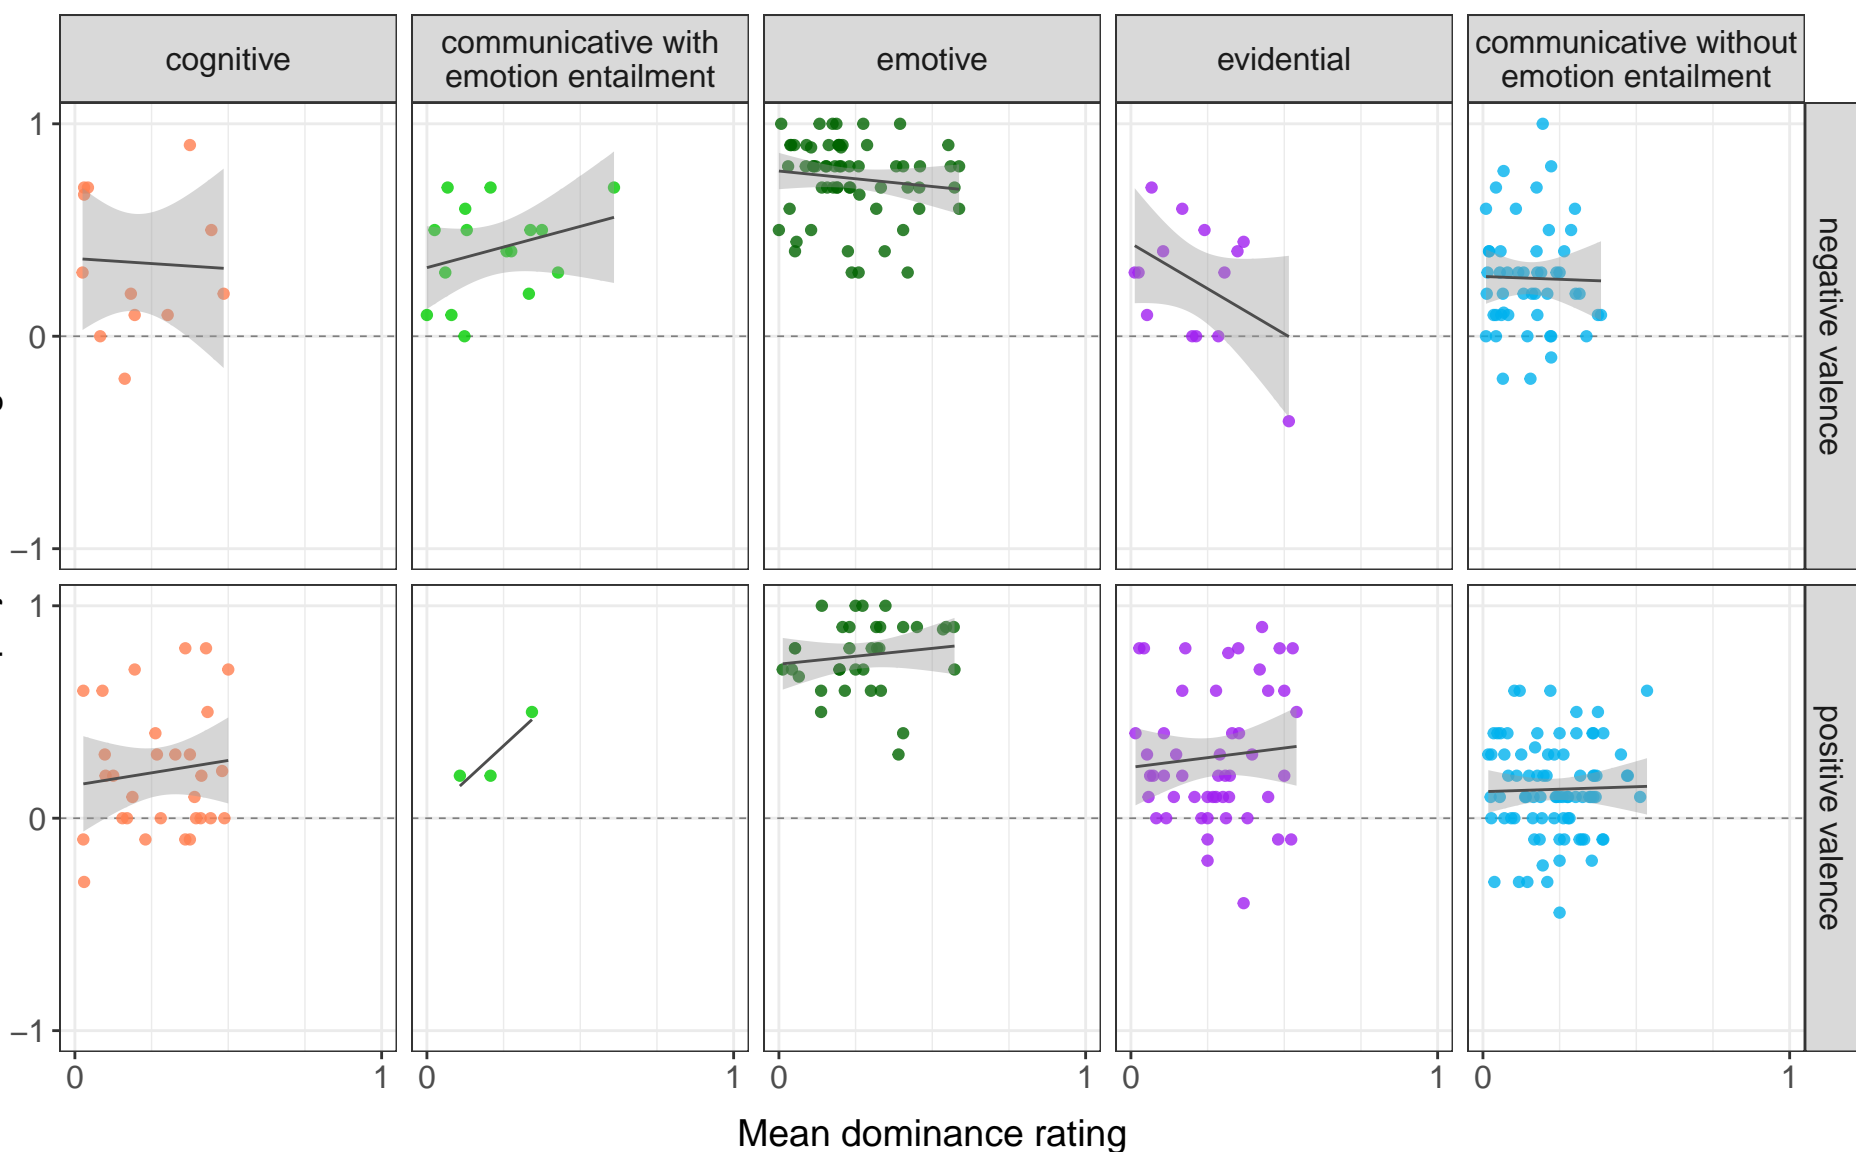 cognitive
communicative with
emotion entailment
emotive
evidential
communicative without
emotion entailment
1
0
−1
negative valence
1
0
−1
positive valence
0 1 0 1 0 1 0 1 0 1
Mean dominance rating